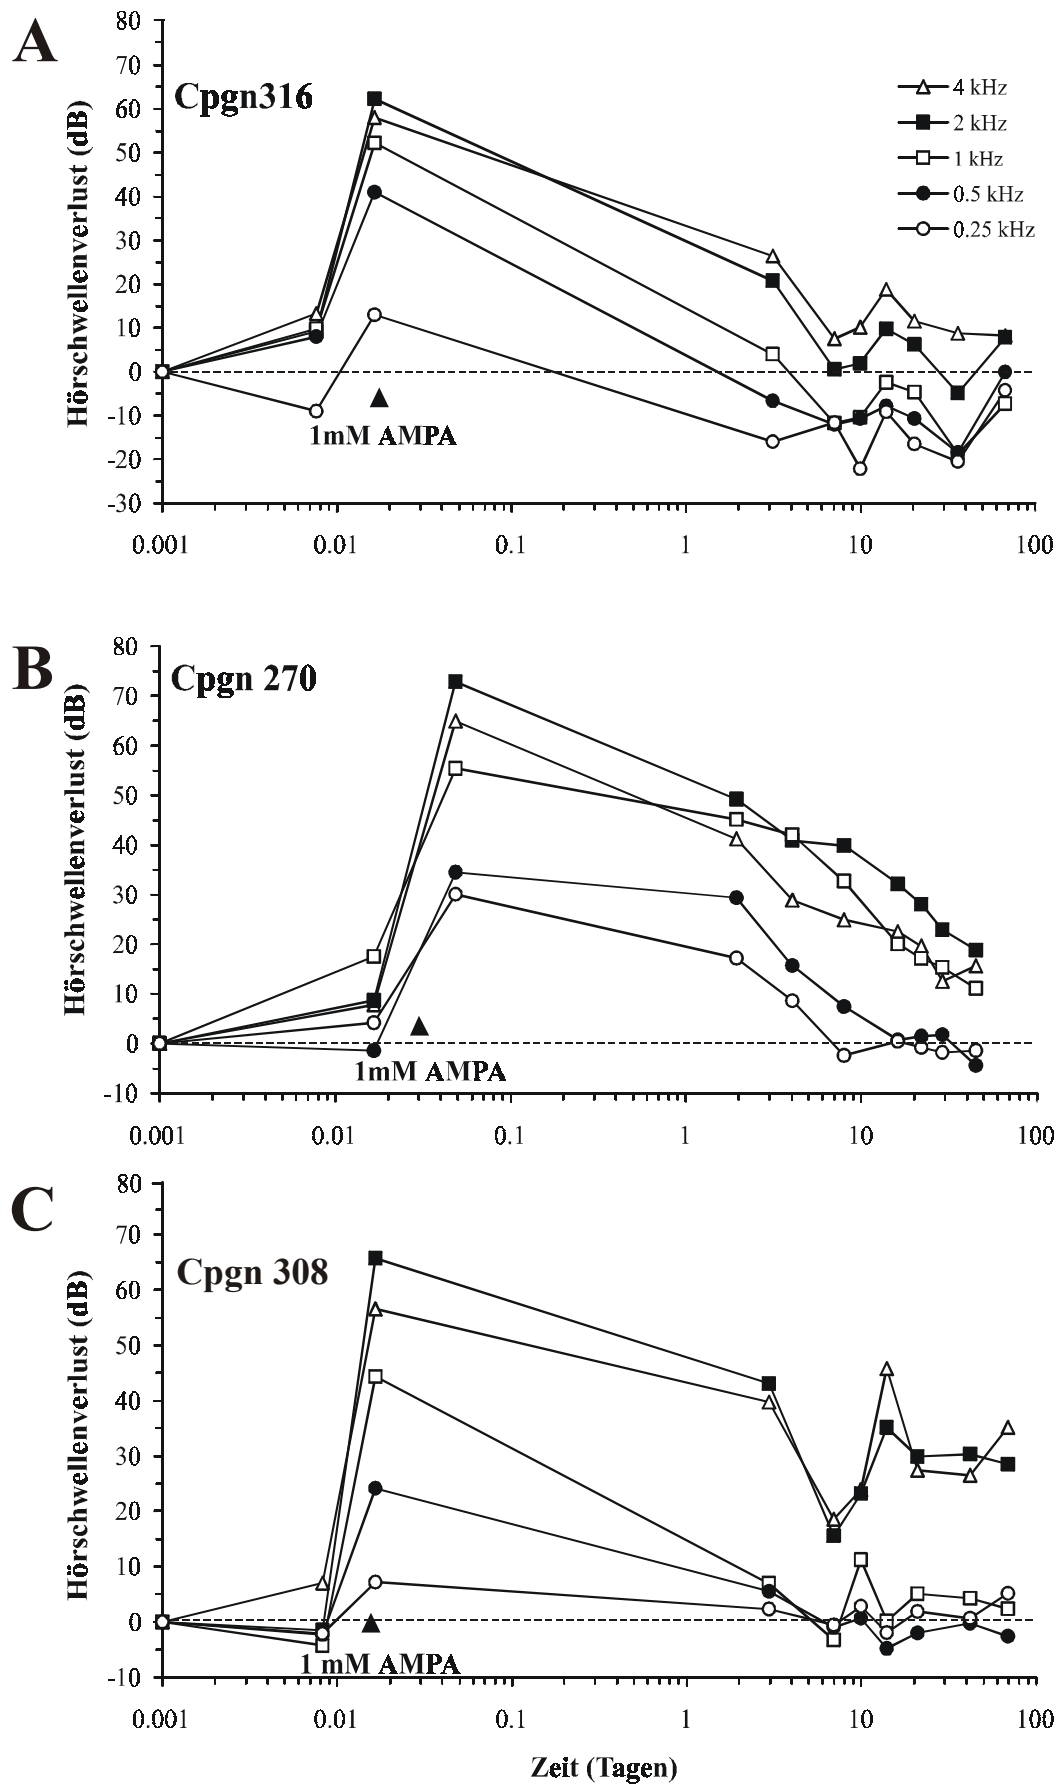 A
Cpgn316
Hörschwellenverlust (dB)
80
70
60
50
40
30
20
10
0
-10
-20
-30
4 kHz
2 kHz
1 kHz
0.5 kHz
0.25 kHz
1mM AMPA
0.001 0.01 0.1 1 10 100
B
Cpgn 270
Hörschwellenverlust (dB)
80
70
60
50
40
30
20
10
0
-10
1mM AMPA
0.001 0.01 0.1 1 10 100
C
Cpgn 308
Hörschwellenverlust (dB)
80
70
60
50
40
30
20
10
0
-10
1 mM AMPA
0.001 0.01 0.1 1 10 100
Zeit (Tagen)